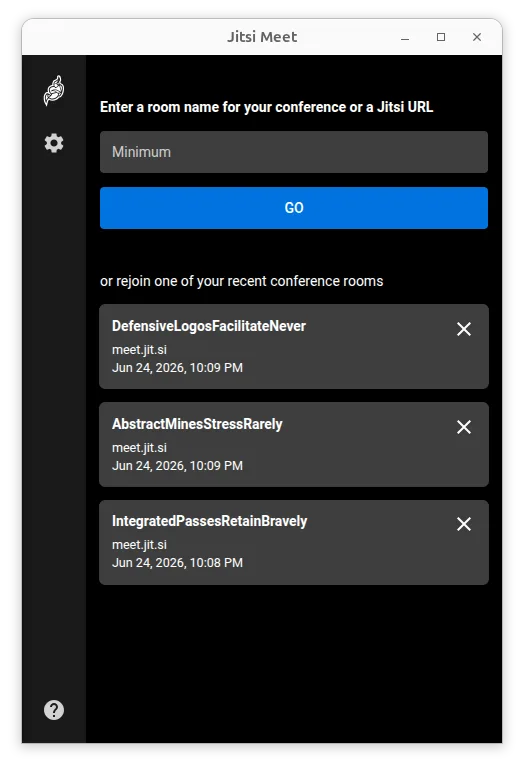 Jitsi Meet
Enter a room name for your conference or a Jitsi URL
Minimum
GO
or rejoin one of your recent conference rooms
DefensiveLogosFacilitateNever
meet.jit.si
Jun 24, 2026, 10:09 PM
AbstractMinesStressRarely
meet.jit.si
Jun 24, 2026, 10:09 PM
IntegratedPassesRetainBravely
meet.jit.si
Jun 24, 2026, 10:08 PM